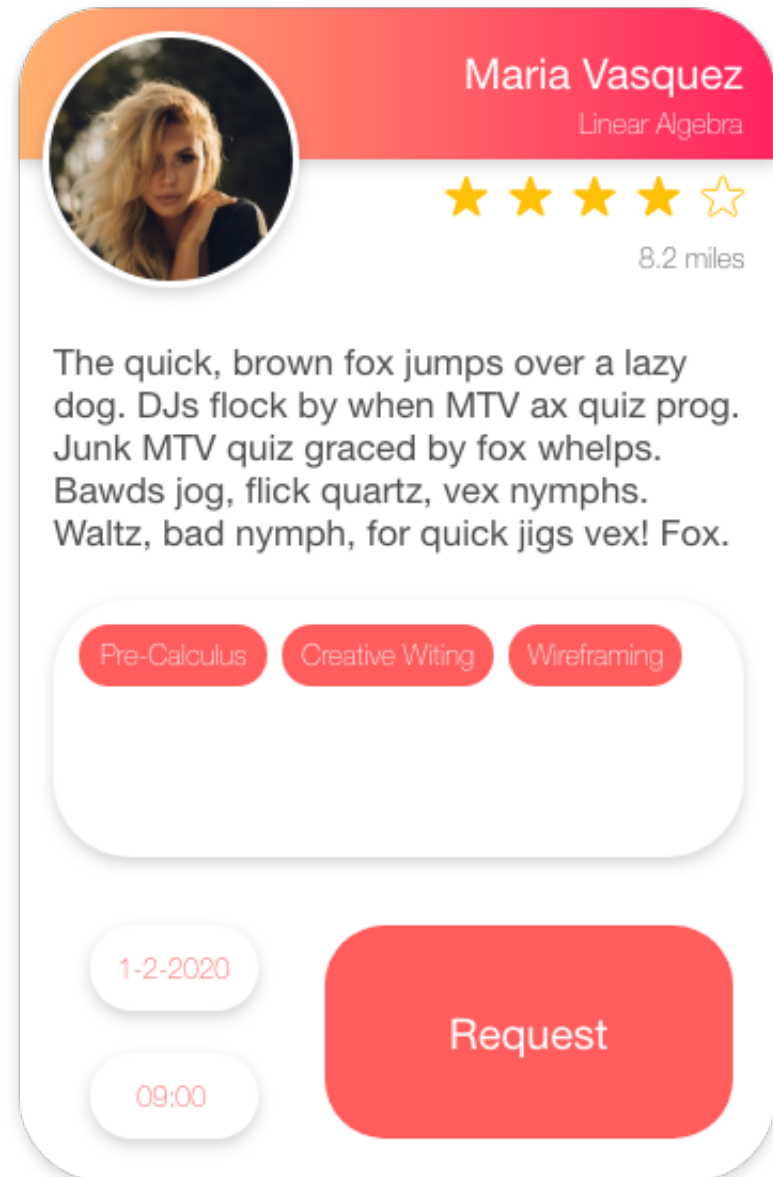 Maria Vasquez
Linear Algebra
8.2 miles
The quick, brown fox jumps over a lazy
dog. DJs flock by when MTV ax quiz prog.
Junk MTV quiz graced by fox whelps.
Bawds jog, flick quartz, vex nymphs.
Waltz, bad nymph, for quick jigs vex! Fox.
Pre-Calculus Creative Witing Wireframing
1-2-2020
Request
09:00